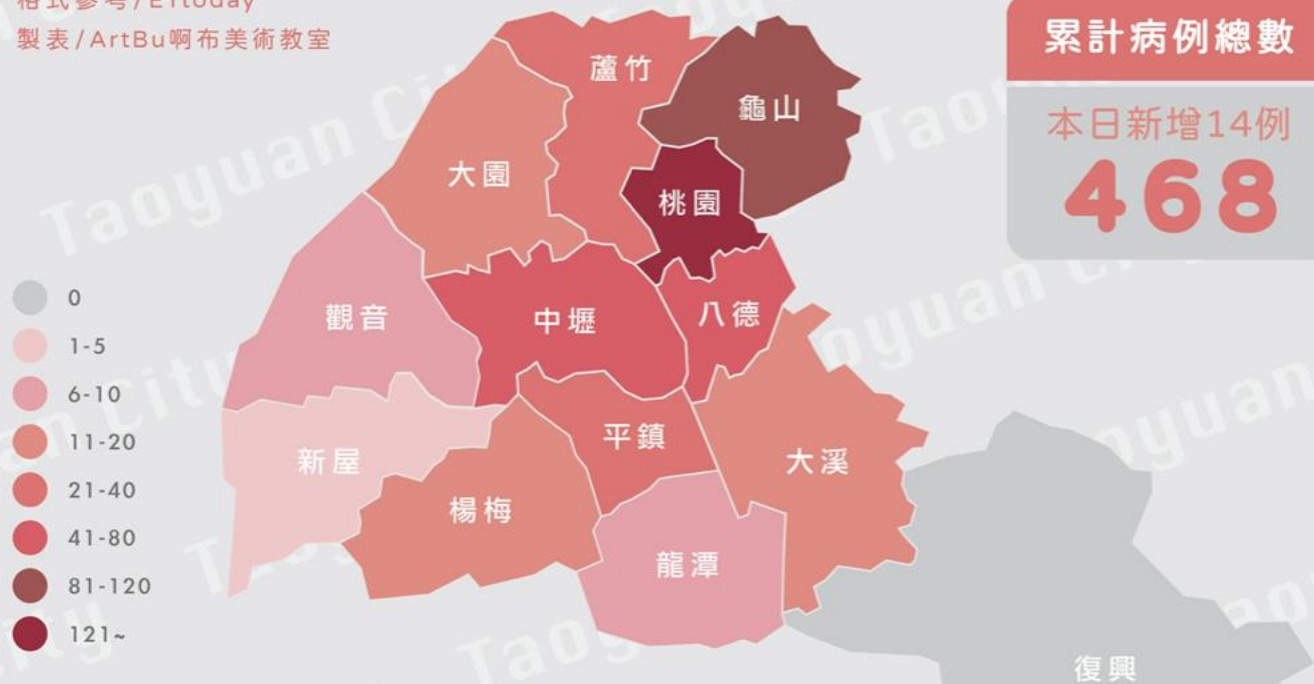 格式參考/ETtoday
製表/ArtBu啊布美術教室
累計病例總數
本日新增14例
468
蘆竹
龜山
大園
桃園
觀音
中壢
八德
新屋
平鎮
大溪
楊梅
龍潭
復興
0
1-5
6-10
11-20
21-40
41-80
81-120
121~
Taoyuan City
Taoyuan